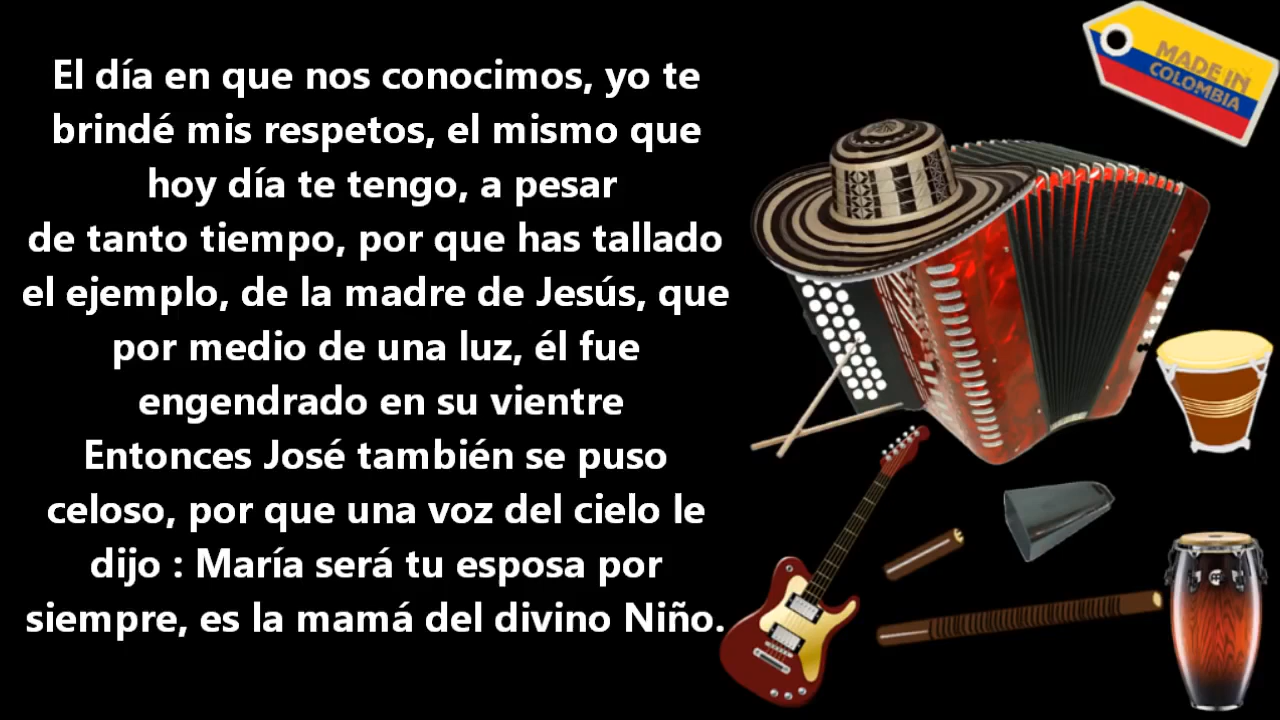 El día en que nos conocimos, yo te
brindé mis respetos, el mismo que
hoy día te tengo, a pesar
de tanto tiempo, por que has tallado
el ejemplo, de la madre de Jesús, que
por medio de una luz, él fue
engendrado en su vientre
Entonces José también se puso
celoso, por que una voz del cielo le
dijo : María será tu esposa por
siempre, es la mamá del divino Niño.
MADE IN
COLOMBIA